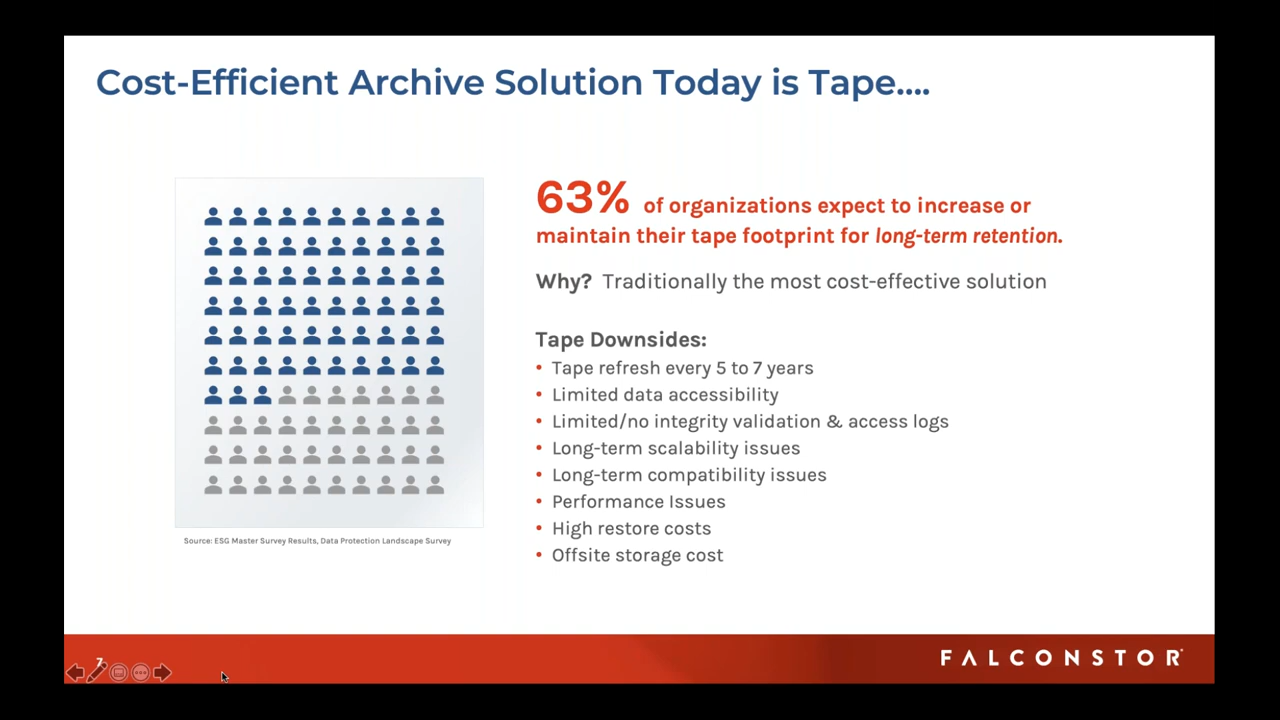 Cost-Efficient Archive Solution Today is Tape....
63% of organizations expect to increase or
maintain their tape footprint for long-term retention.
Why? Traditionally the most cost-effective solution
Tape Downsides:
• Tape refresh every 5 to 7 years
• Limited data accessibility
• Limited/no integrity validation & access logs
• Long-term scalability issues
• Long-term compatibility issues
• Performance Issues
• High restore costs
• Offsite storage cost
Source: ESG Master Survey Results, Data Protection Landscape Survey
7
FALCONSTOR